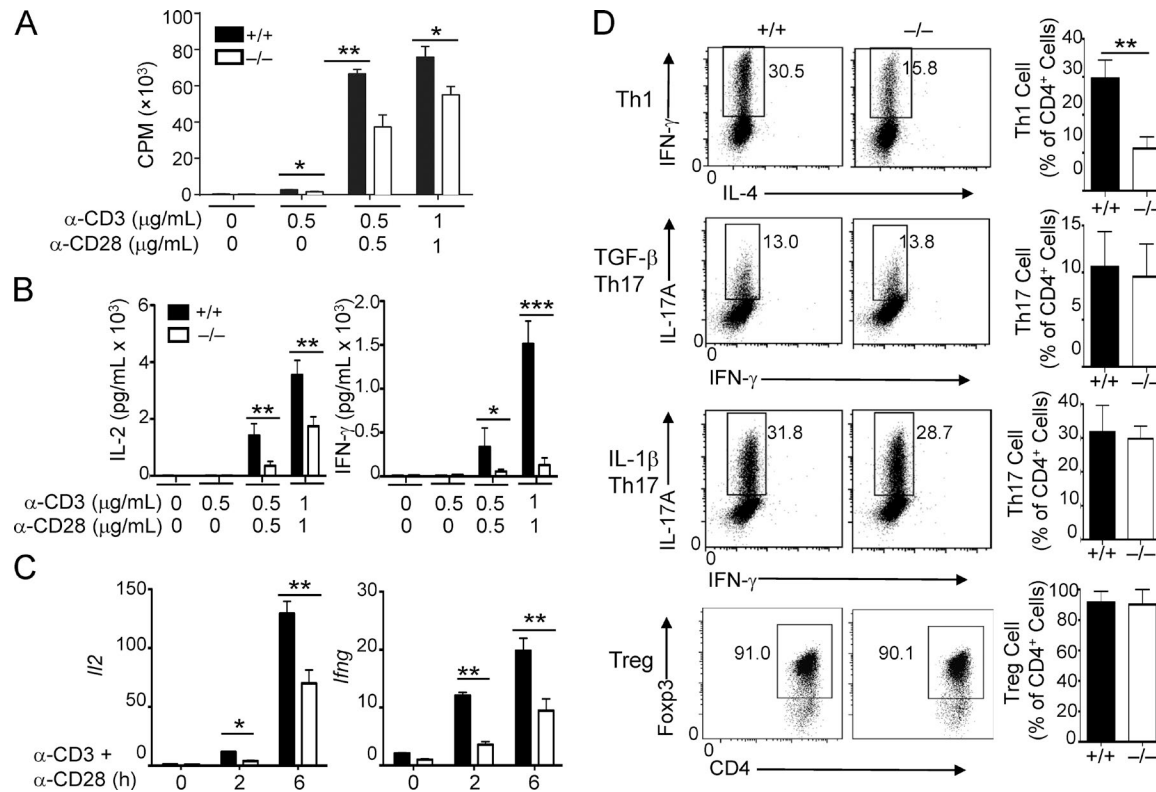 A
+/+
–/–
CPM (×10³)
100
80
60
40
20
0
*
**
*
α-CD3 (μg/mL) 0 0.5 0.5 1
α-CD28 (μg/mL) 0 0 0.5 1
B
+/+
–/–
IL-2 (pg/mL x 10³)
6
4
2
0
**
**
IFN-γ (pg/mL x 10³)
2.0
1.5
1.0
0.5
0
*
***
α-CD3 (μg/mL) 0 0.5 0.5 1 0 0.5 0.5 1
α-CD28 (μg/mL) 0 0 0.5 1 0 0 0.5 1
C
Il2
150
100
50
0
*
**
Ifng
30
20
10
0
**
**
α-CD3 +
α-CD28 (h) 0 2 6 0 2 6
D
+/+ –/–
Th1
IFN-γ
30.5 15.8
0 0
IL-4
Th1 Cell
(% of CD4⁺ Cells)
40
30
20
10
0
**
+/+ –/–
TGF-β
Th17
IL-17A
13.0 13.8
0 0
IFN-γ
Th17 Cell
(% of CD4⁺ Cells)
15
10
5
0
+/+ –/–
IL-1β
Th17
IL-17A
31.8 28.7
0 0
IFN-γ
Th17 Cell
(% of CD4⁺ Cells)
40
30
20
10
0
+/+ –/–
Treg
Foxp3
91.0 90.1
0
CD4
Treg Cell
(% of CD4⁺ Cells)
100
80
60
40
20
0
+/+ –/–